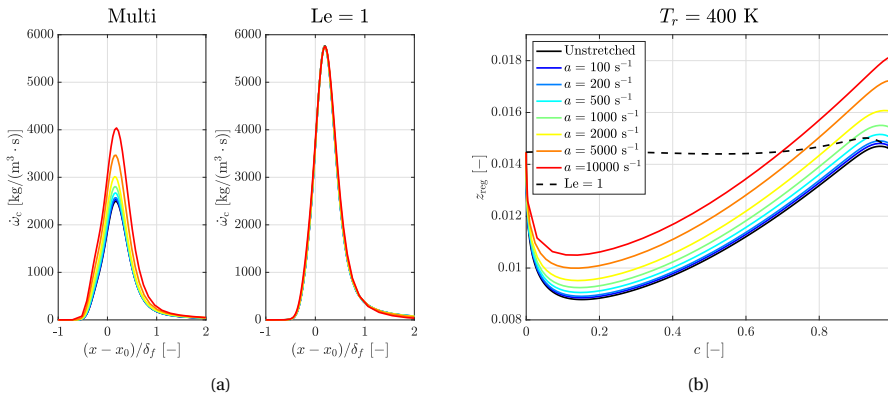 Multi
Le = 1
T_r = 400 K
ω̇_c [kg/(m³ · s)]
6000
5000
4000
3000
2000
1000
0
-1 0 1 2
(x − x₀)/δ_f [−]
ω̇_c [kg/(m³ · s)]
6000
5000
4000
3000
2000
1000
0
-1 0 1 2
(x − x₀)/δ_f [−]
(a)
z_reg [−]
0.018
0.016
0.014
0.012
0.01
0.008
0 0.2 0.4 0.6 0.8
c [−]
Unstretched
a = 100 s⁻¹
a = 200 s⁻¹
a = 500 s⁻¹
a = 1000 s⁻¹
a = 2000 s⁻¹
a = 5000 s⁻¹
a =10000 s⁻¹
Le = 1
(b)